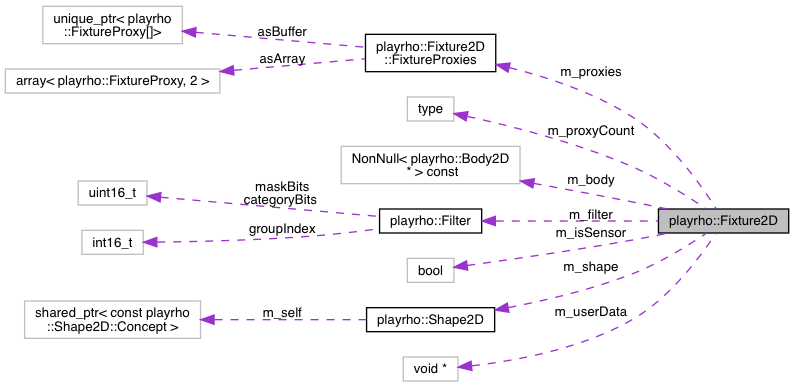 unique_ptr< playrho
::FixtureProxy[]>
asBuffer
playrho::Fixture2D
::FixtureProxies
asArray
array< playrho::FixtureProxy, 2 >
m_proxies
type
m_proxyCount
NonNull< playrho::Body2D
* > const
m_body
uint16_t
maskBits
categoryBits
playrho::Filter
m_filter
playrho::Fixture2D
int16_t
groupIndex
m_isSensor
bool
m_shape
shared_ptr< const playrho
::Shape2D::Concept >
m_self
playrho::Shape2D
m_userData
void *